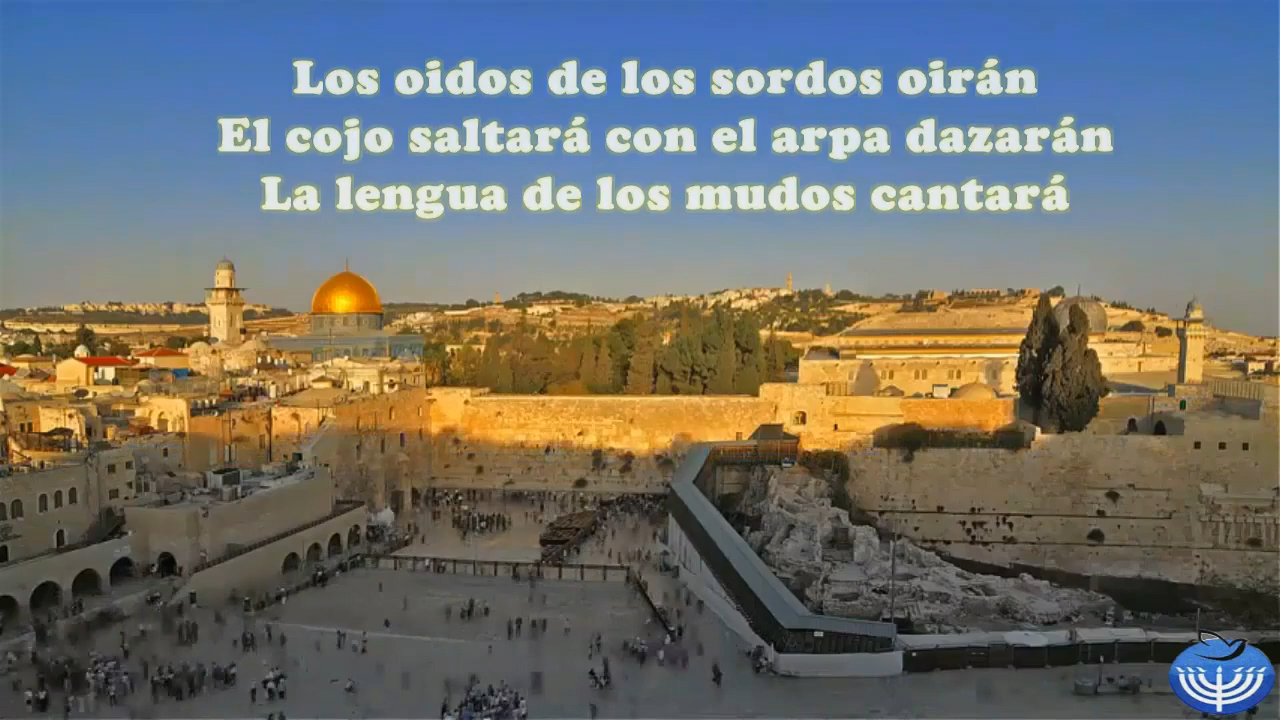 Los oidos de los sordos oirán
El cojo saltará con el arpa dazarán
La lengua de los mudos cantará